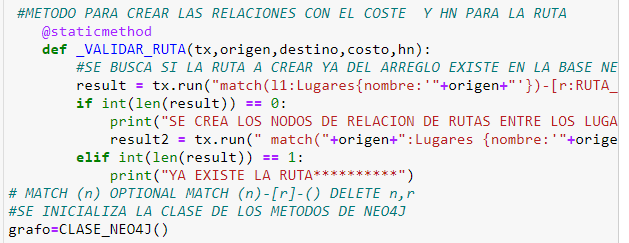 #METODO PARA CREAR LAS RELACIONES CON EL COSTE Y HN PARA LA RUTA
@staticmethod
def _VALIDAR_RUTA(tx,origen,destino,costo,hn):
#SE BUSCA SI LA RUTA A CREAR YA DEL ARREGLO EXISTE EN LA BASE NE
result = tx.run("match(l1:Lugares{nombre:'"+origen+"'})-[r:RUTA_
if int(len(result)) == 0:
print("SE CREA LOS NODOS DE RELACION DE RUTAS ENTRE LOS LUGA
result2 = tx.run(" match("+origen+":Lugares {nombre:'"+orige
elif int(len(result)) == 1:
print("YA EXISTE LA RUTA**********")
# MATCH (n) OPTIONAL MATCH (n)-[r]-() DELETE n,r
#SE INICIALIZA LA CLASE DE LOS METODOS DE NEO4J
grafo=CLASE_NEO4J()